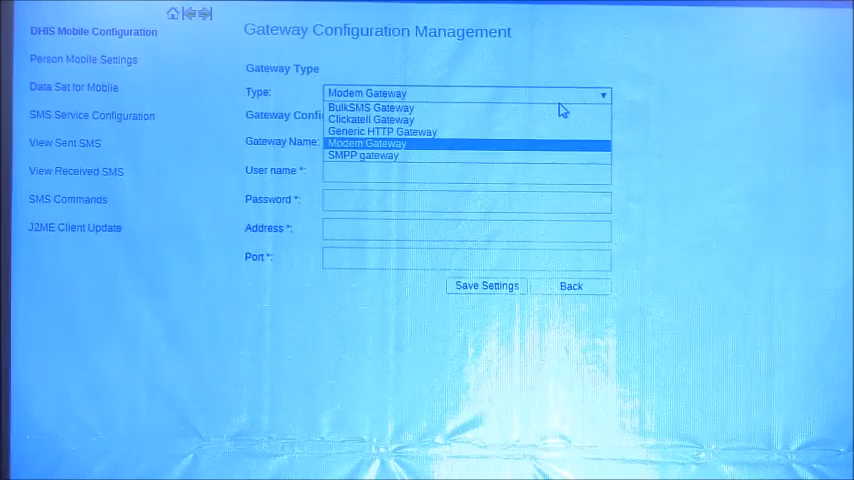 Gateway Configuration Management
DHIS Mobile Configuration
Person Mobile Settings
Data Set for Mobile
SMS Service Configuration
View Sent SMS
View Received SMS
SMS Commands
J2ME Client Update
Gateway Type
Type: Modem Gateway
BulkSMS Gateway
Clickatell Gateway
Generic HTTP Gateway
Modem Gateway
SMPP gateway
Gateway Name:
User name *:
Password *:
Address *:
Port *:
Save Settings Back